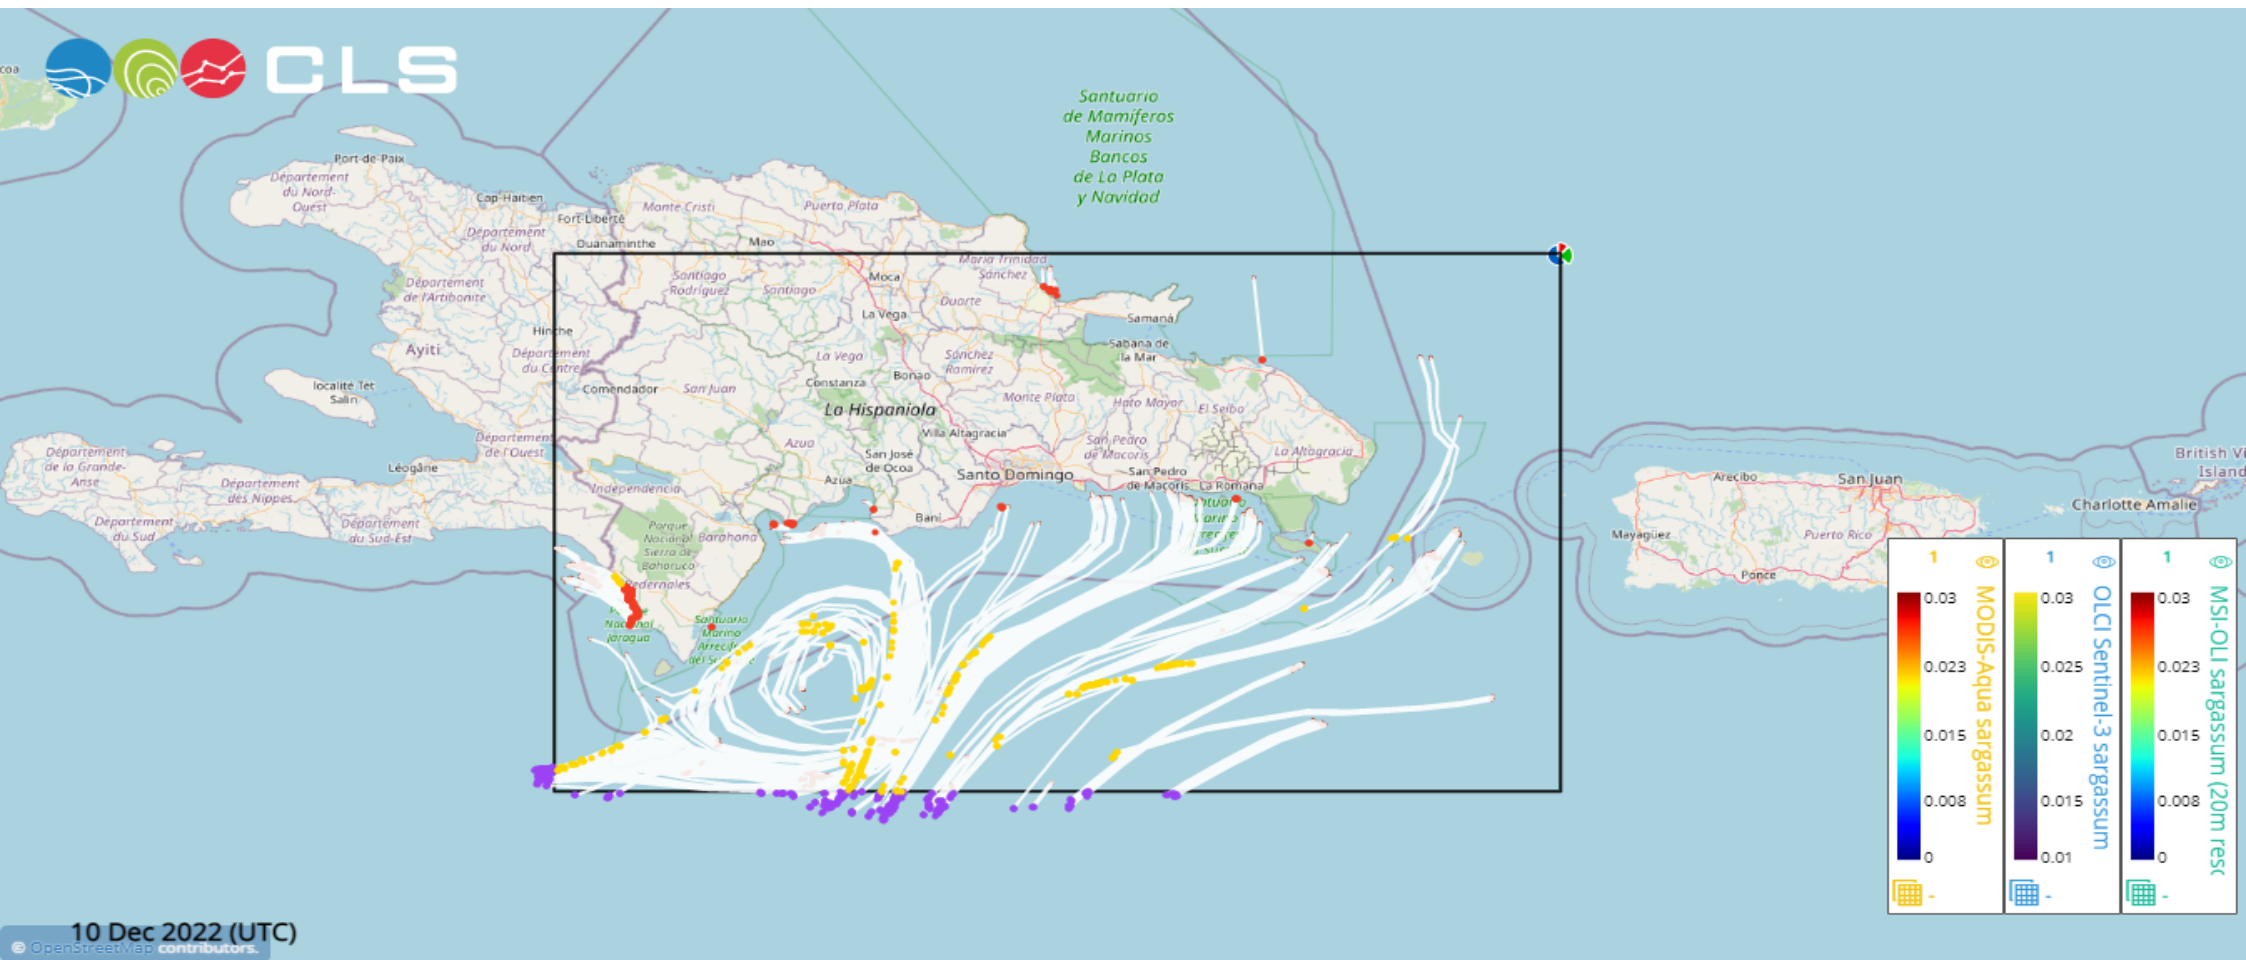 CLS
coa
Santuario
de Mamíferos
Marinos
Bancos
de La Plata
y Navidad
Port-de-Paix
Département
du Nord-
Ouest
Cap-Haïtien
Fort-Liberté
Monte Cristi
Puerto Plata
Département
du Nord
Ouanaminthe
Mao
Maria Trinidad
Sánchez
Santiago
Rodríguez
Santiago
Moca
Duarte
Département
de l'Artibonite
La Vega
Samaná
Hinche
Ayiti
Département
du Centre
La Vega
Sánchez
Ramírez
Sabana de
la Mar
Comendador
San Juan
Constanza
Bonao
localité Tet
Salin
Monte Plata
Hato Mayor
El Seibo
La Hispaniola
Villa Altagracia
Département
de l'Ouest
Azua
San Pedro
de Macorís
La Altagracia
Département
de la Grande-
Anse
Léogâne
San José
de Ocoa
Santo Domingo
San Pedro
de Macorís
La Romana
Arecibo
San Juan
British Vi
Island
Département
des Nippes
Independencia
Azua
Charlotte Amalie
Département
du Sud
Département
du Sud-Est
Parque
Nacional
Sierra de
Bahoruco
Barahona
Baní
Mayagüez
Puerto Rico
Ponce
Pedernales
Nacional
Jaragua
Santuario
Marino
Arrecife
del S
1
MODIS-Aqua sargassum
0.03
0.023
0.015
0.008
0
-
1
OLCI Sentinel-3 sargassum
0.03
0.025
0.02
0.015
0.01
-
1
MSI-OLI sargassum (20m resc
0.03
0.023
0.015
0.008
0
-
10 Dec 2022 (UTC)
© OpenStreetMap contributors.